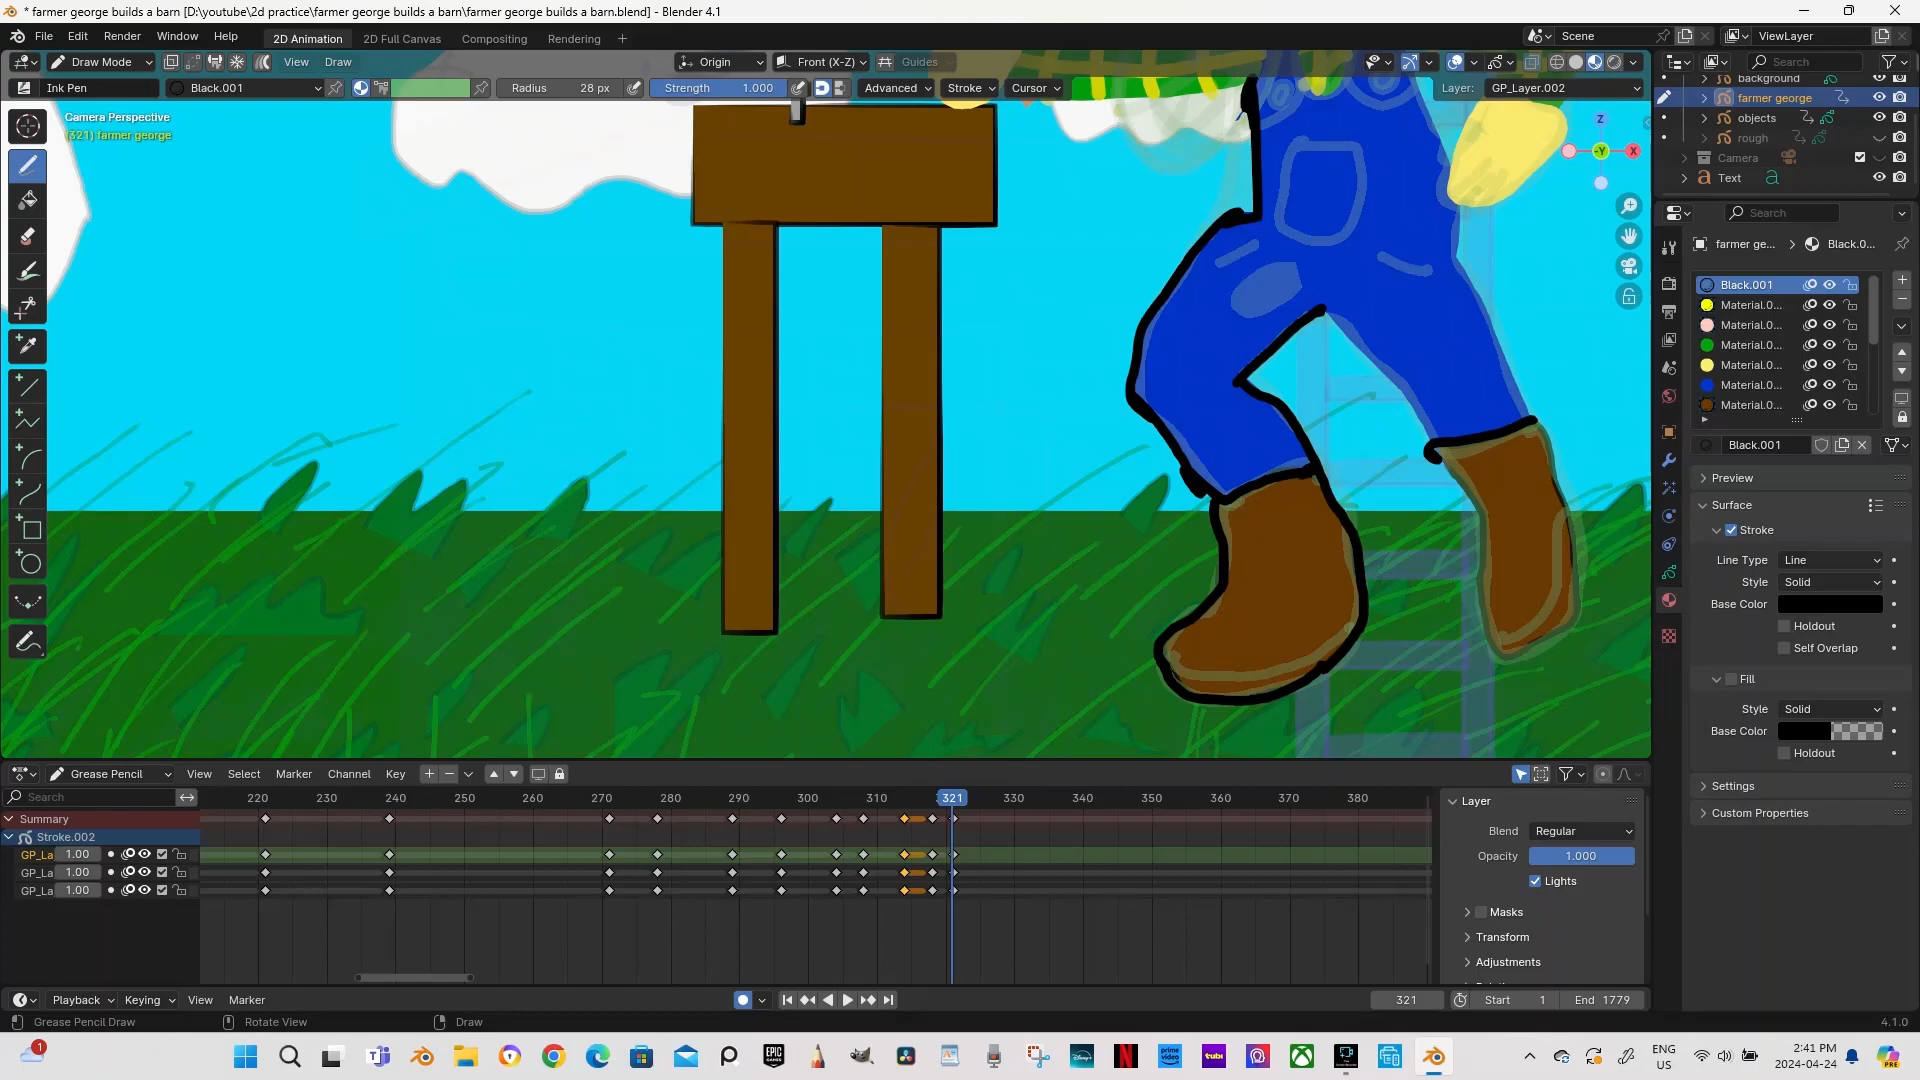 * farmer george builds a barn [D:\youtube\2d practice\farmer george builds a barn\farmer george builds a barn.blend] - Blender 4.1
File Edit Render Window Help 2D Animation 2D Full Canvas Compositing Rendering + Scene ViewLayer
Draw Mode View Draw Origin Front (X-Z) Guides Search
Ink Pen Black.001 Radius 28 px Strength 1.000 Advanced Stroke Cursor Layer: GP_Layer.002
Camera Perspective
(321) farmer george
Z
-Y X
background
farmer george
objects
rough
Camera
Text
Search
farmer ge... Black.0...
Black.001
Material.0...
Material.0...
Material.0...
Material.0...
Material.0...
Material.0...
Black.001
Preview
Surface
Stroke
Line Type Line
Style Solid
Base Color
Holdout
Self Overlap
Fill
Style Solid
Base Color
Holdout
Settings
Custom Properties
Grease Pencil View Select Marker Channel Key
Search 220 230 240 250 260 270 280 290 300 310 321 330 340 350 360 370 380
Summary
Stroke.002
GP_La 1.00
GP_La 1.00
GP_La 1.00
Layer
Blend Regular
Opacity 1.000
Lights
Masks
Transform
Adjustments
Playback Keying View Marker 321 Start 1 End 1779
Grease Pencil Draw Rotate View Draw 4.1.0
1 EPIC GAMES Disney+ N prime video tubi ENG US 2:41 PM 2024-04-24 PRE